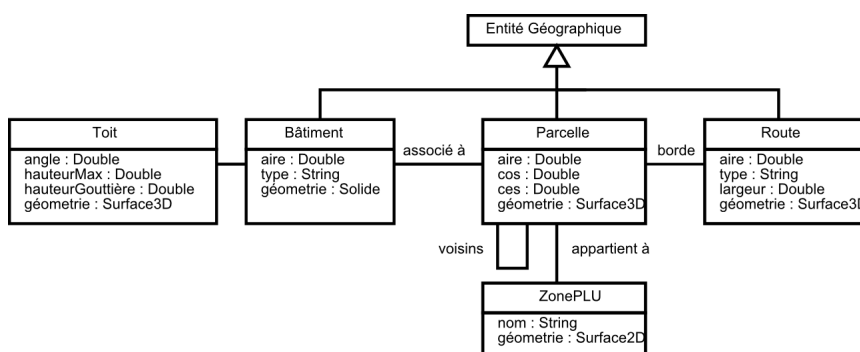 Entité Géographique
Toit
angle : Double
hauteurMax : Double
hauteurGouttière : Double
géometrie : Surface3D
Bâtiment
aire : Double
type : String
géometrie : Solide
associé à
Parcelle
aire : Double
cos : Double
ces : Double
géometrie : Surface3D
borde
Route
aire : Double
type : String
largeur : Double
géometrie : Surface3D
voisins
appartient à
ZonePLU
nom : String
géometrie : Surface2D